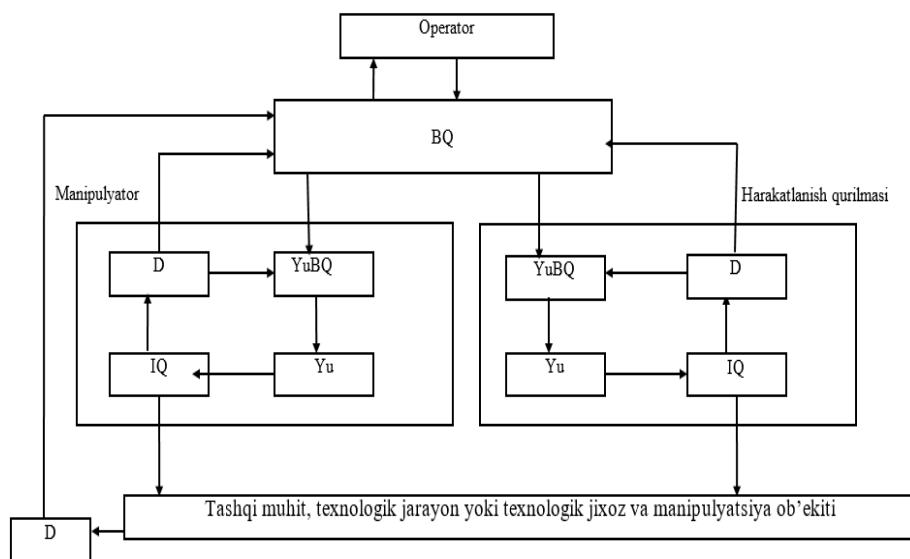 Operator
BQ
Manipulyator
Harakatlanish qurilmasi
D
YuBQ
YuBQ
D
IQ
Yu
Yu
IQ
Tashqi muhit, texnologik jarayon yoki texnologik jixoz va manipulyatsiya ob’ekiti
D